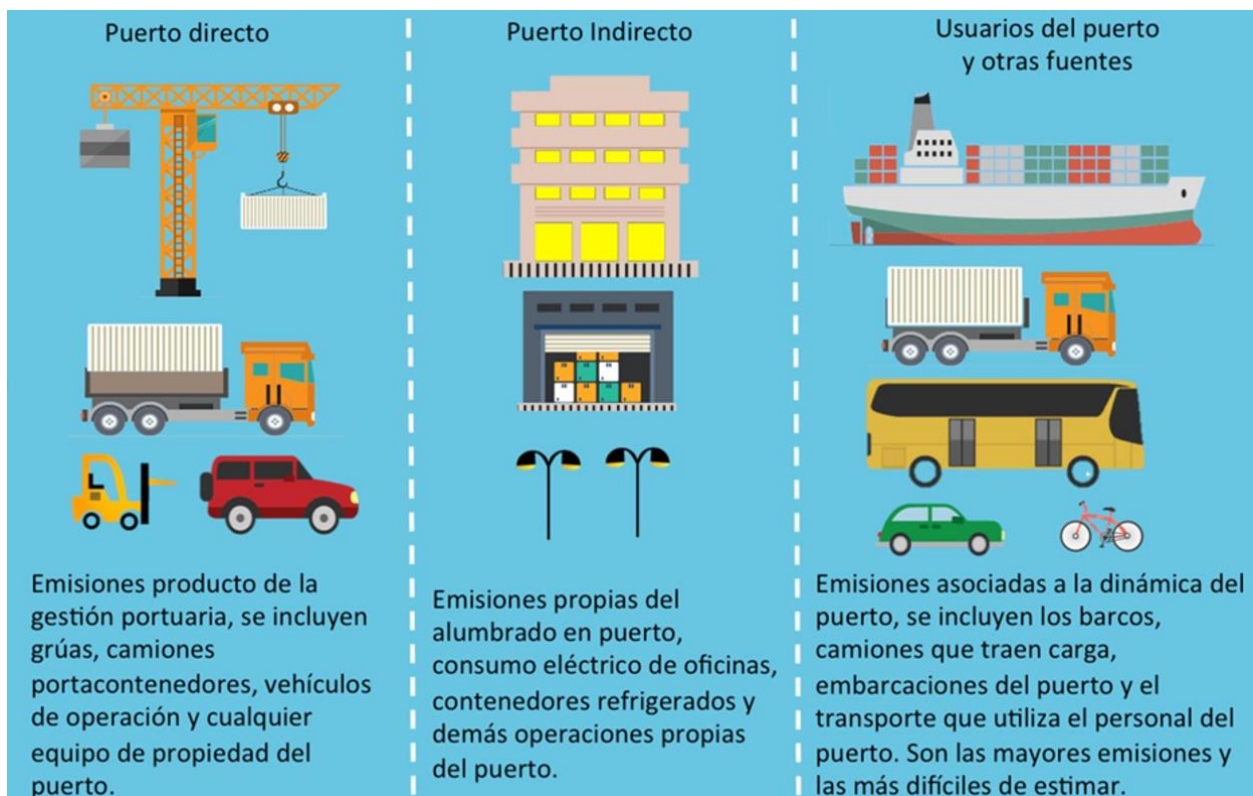 Puerto directo
Emisiones producto de la
gestión portuaria, se incluyen
grúas, camiones
portacontenedores, vehículos
de operación y cualquier
equipo de propiedad del
puerto.
Puerto Indirecto
Emisiones propias del
alumbrado en puerto,
consumo eléctrico de oficinas,
contenedores refrigerados y
demás operaciones propias
del puerto.
Usuarios del puerto
y otras fuentes
Emisiones asociadas a la dinámica del
puerto, se incluyen los barcos,
camiones que traen carga,
embarcaciones del puerto y el
transporte que utiliza el personal del
puerto. Son las mayores emisiones y
las más difíciles de estimar.